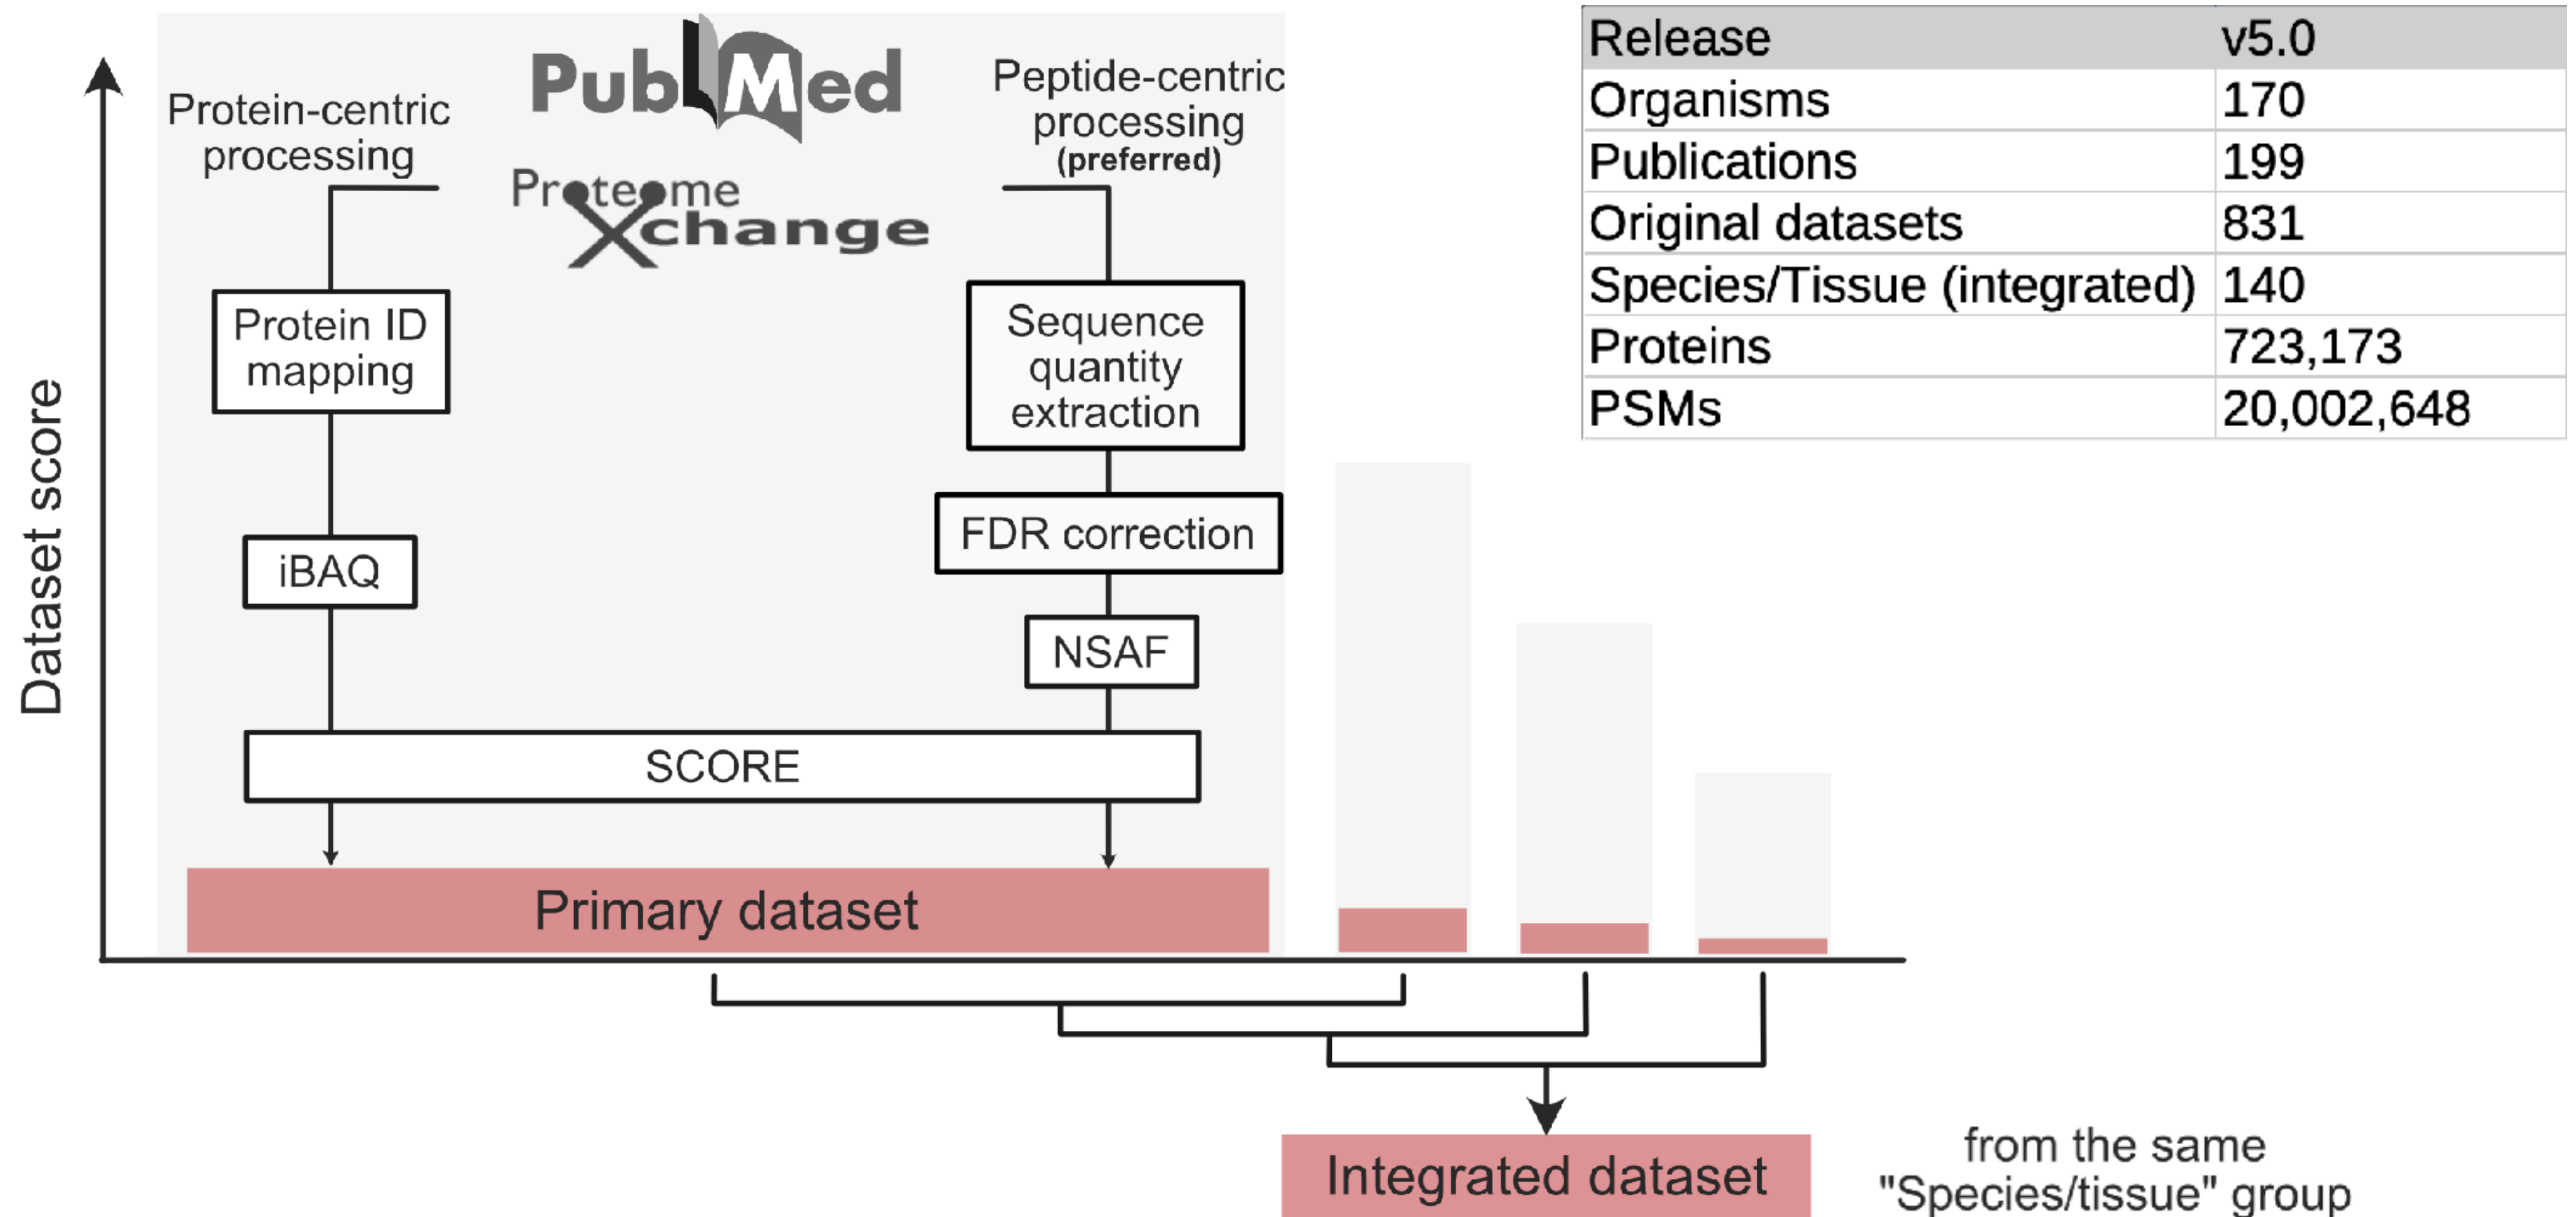 Dataset score
Protein-centric
processing
PubMed
Proteome
Xchange
Peptide-centric
processing
(preferred)
Protein ID
mapping
iBAQ
Sequence
quantity
extraction
FDR correction
NSAF
SCORE
Primary dataset
Integrated dataset
from the same
"Species/tissue" group
Release v5.0
Organisms 170
Publications 199
Original datasets 831
Species/Tissue (integrated) 140
Proteins 723,173
PSMs 20,002,648